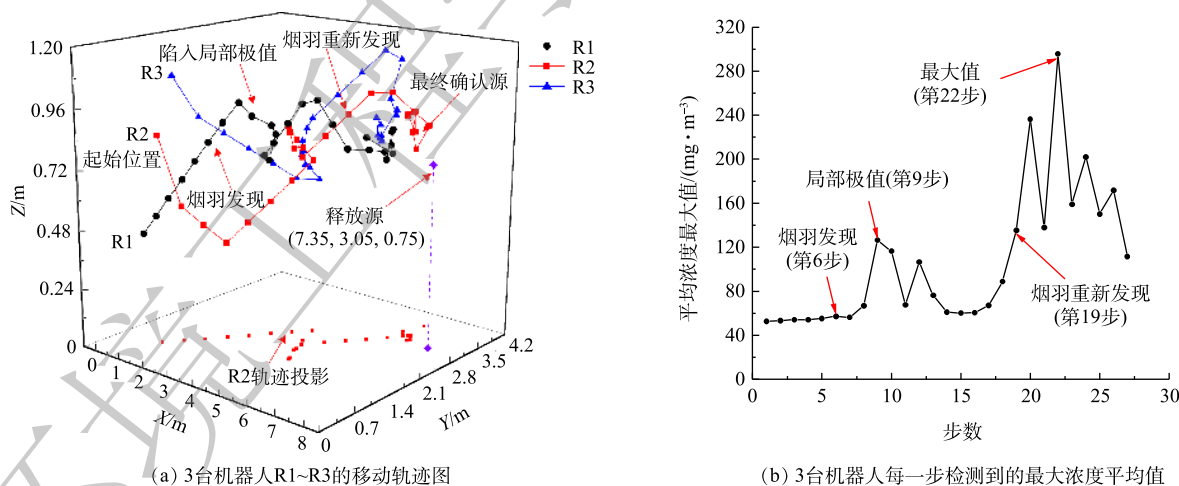 1.20
0.96
0.72
0.48
0.24
0
Z/m
R3
R2
起始位置
R1
陷入局部极值
烟羽重新发现
最终确认源
烟羽发现
释放源
(7.35, 3.05, 0.75)
R2轨迹投影
R1
R2
R3
0 1 2 3 4 5 6 7 8
X/m
0 0.7 1.4 2.1 2.8 3.5 4.2
Y/m
(a) 3台机器人R1~R3的移动轨迹图
320
280
240
200
160
120
80
40
0
平均浓度最大值/(mg·m⁻³)
最大值
(第22步)
局部极值(第9步)
烟羽发现
(第6步)
烟羽重新发现
(第19步)
0 5 10 15 20 25 30
步数
(b) 3台机器人每一步检测到的最大浓度平均值